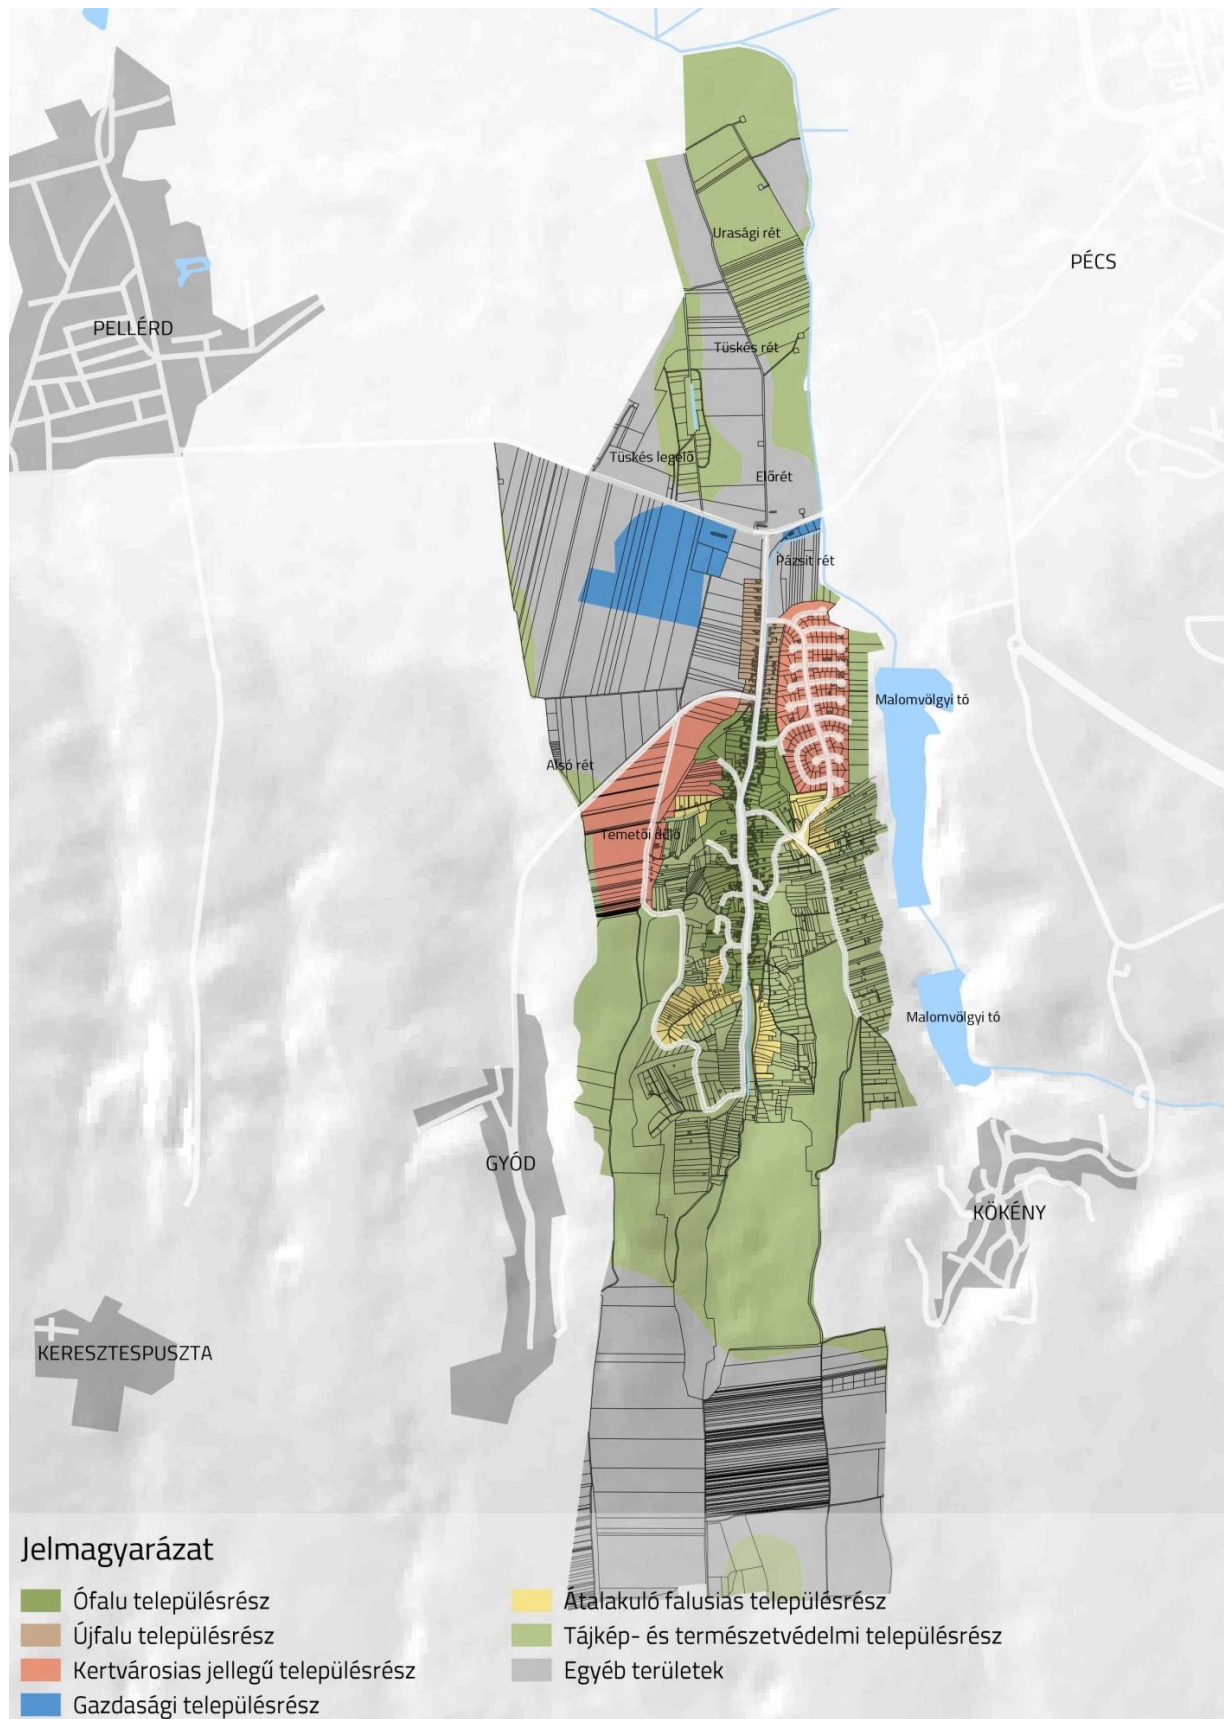 Urasági rét
PÉCS
PELLÉRD
Tüskés rét
Tüskés legelő
Előrét
Pázsit rét
Malomvölgyi tó
Alsó rét
Temetői dűlő
Malomvölgyi tó
GYÓD
KÖKÉNY
KERESZTESPUSZTA
Jelmagyarázat
Ófalu településrész
Újfalu településrész
Kertvárosias jellegű településrész
Gazdasági településrész
Átalakuló falusias településrész
Tájkép- és természetvédelmi településrész
Egyéb területek